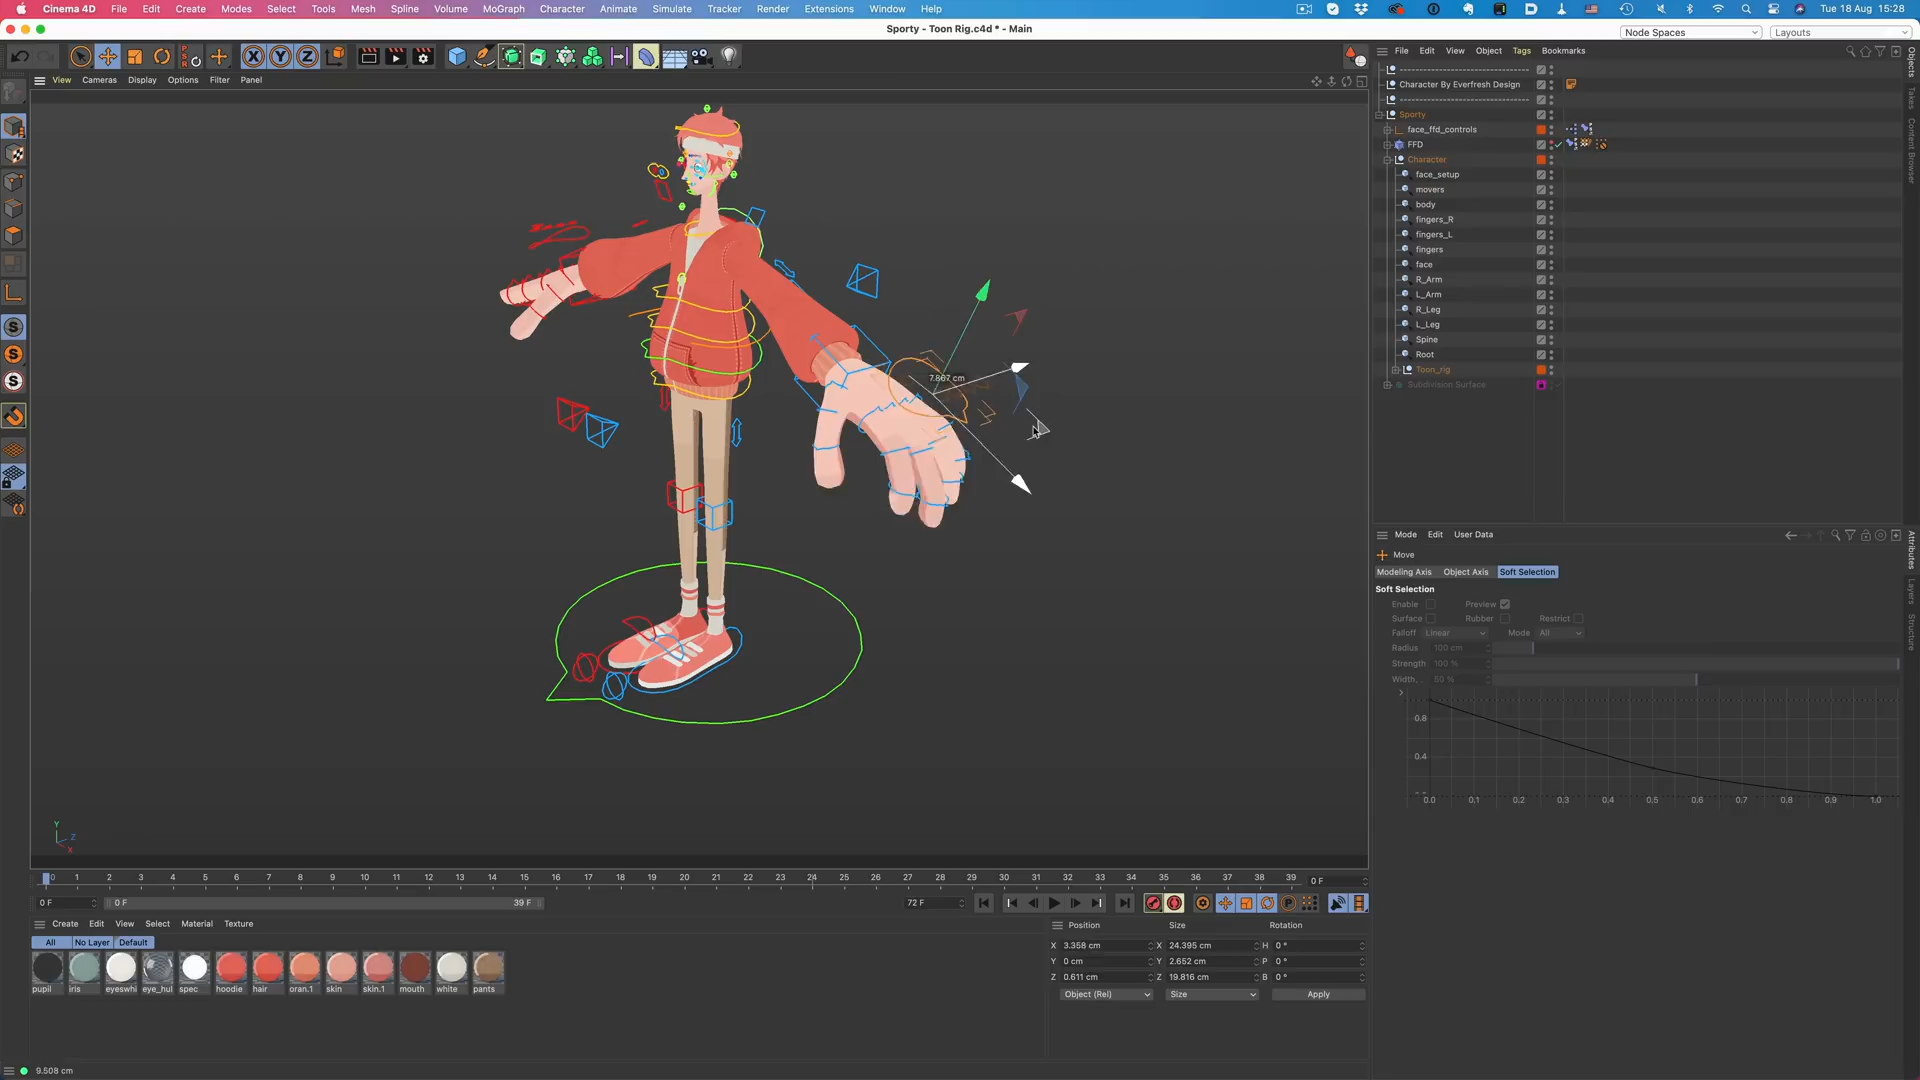 Cinema 4D File Edit Create Modes Select Tools Mesh Spline Volume MoGraph Character Animate Simulate Tracker Render Extensions Window Help Tue 18 Aug 15:28
Sporty - Toon Rig.c4d * - Main
Node Spaces Layouts
File Edit View Object Tags Bookmarks
View Cameras Display Options Filter Panel
Character By Everfresh Design
Sporty
face_ffd_controls
FFD
Character
face_setup
movers
body
fingers_R
fingers_L
fingers
face
R_Arm
L_Arm
R_Leg
L_Leg
Spine
Root
Toon_rig
Subdivision Surface
Objects
Takes
Content Browser
7.867 cm
Y
Z
X
Mode Edit User Data
Move
Modeling Axis Object Axis Soft Selection
Soft Selection
Enable Preview
Surface Rubber Restrict
Falloff Linear Mode All
Radius 100 cm
Strength 100 %
Width. . 50 %
0.8
0.4
0.0 0.1 0.2 0.3 0.4 0.5 0.6 0.7 0.8 0.9 1.0
Attributes
Layers
Structure
0 1 2 3 4 5 6 7 8 9 10 11 12 13 14 15 16 17 18 19 20 21 22 23 24 25 26 27 28 29 30 31 32 33 34 35 36 37 38 39 0 F
0 F 0 F 39 F 72 F
Create Edit View Select Material Texture
All No Layer Default
pupil iris eyeswhi eye_hul spec hoodie hair oran.1 skin skin.1 mouth white pants
Position Size Rotation
X 3.358 cm X 24.395 cm H 0 °
Y 0 cm Y 2.652 cm P 0 °
Z 0.611 cm Z 19.816 cm B 0 °
Object (Rel) Size Apply
9.508 cm